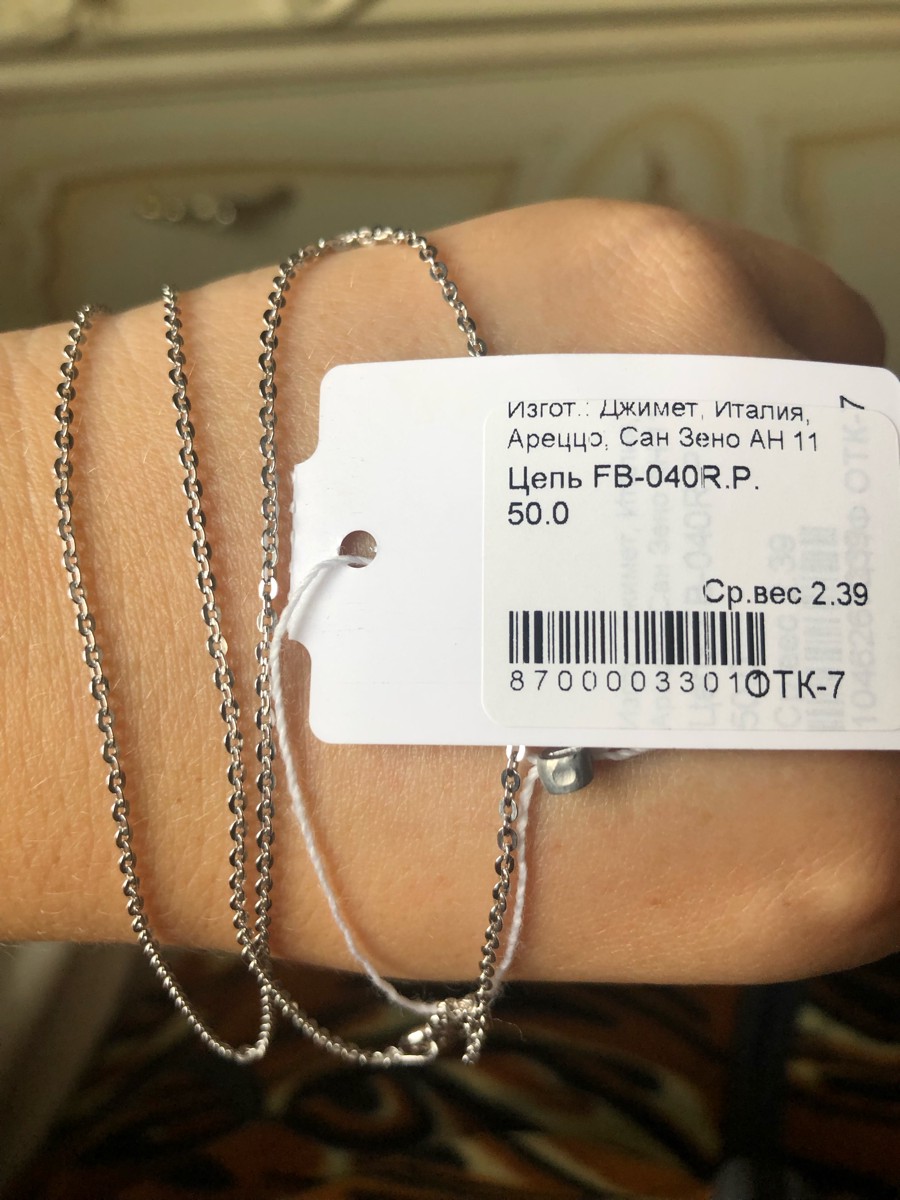 Изгот.: Джимет, Италия,
Ареццо, Сан Зено АН 11
Цепь FB-040R.P.
50.0
Ср.вес 2.39
87000033011
ОТК-7